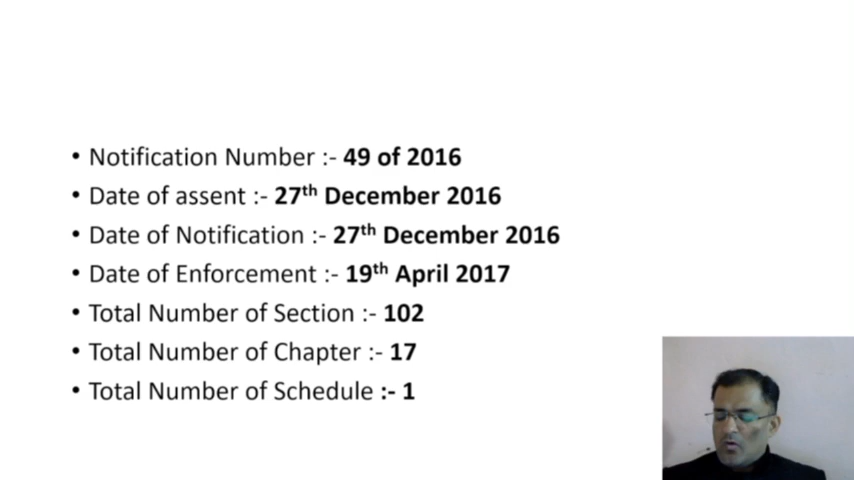 • Notification Number :- 49 of 2016
• Date of assent :- 27th December 2016
• Date of Notification :- 27th December 2016
• Date of Enforcement :- 19th April 2017
• Total Number of Section :- 102
• Total Number of Chapter :- 17
• Total Number of Schedule :- 1